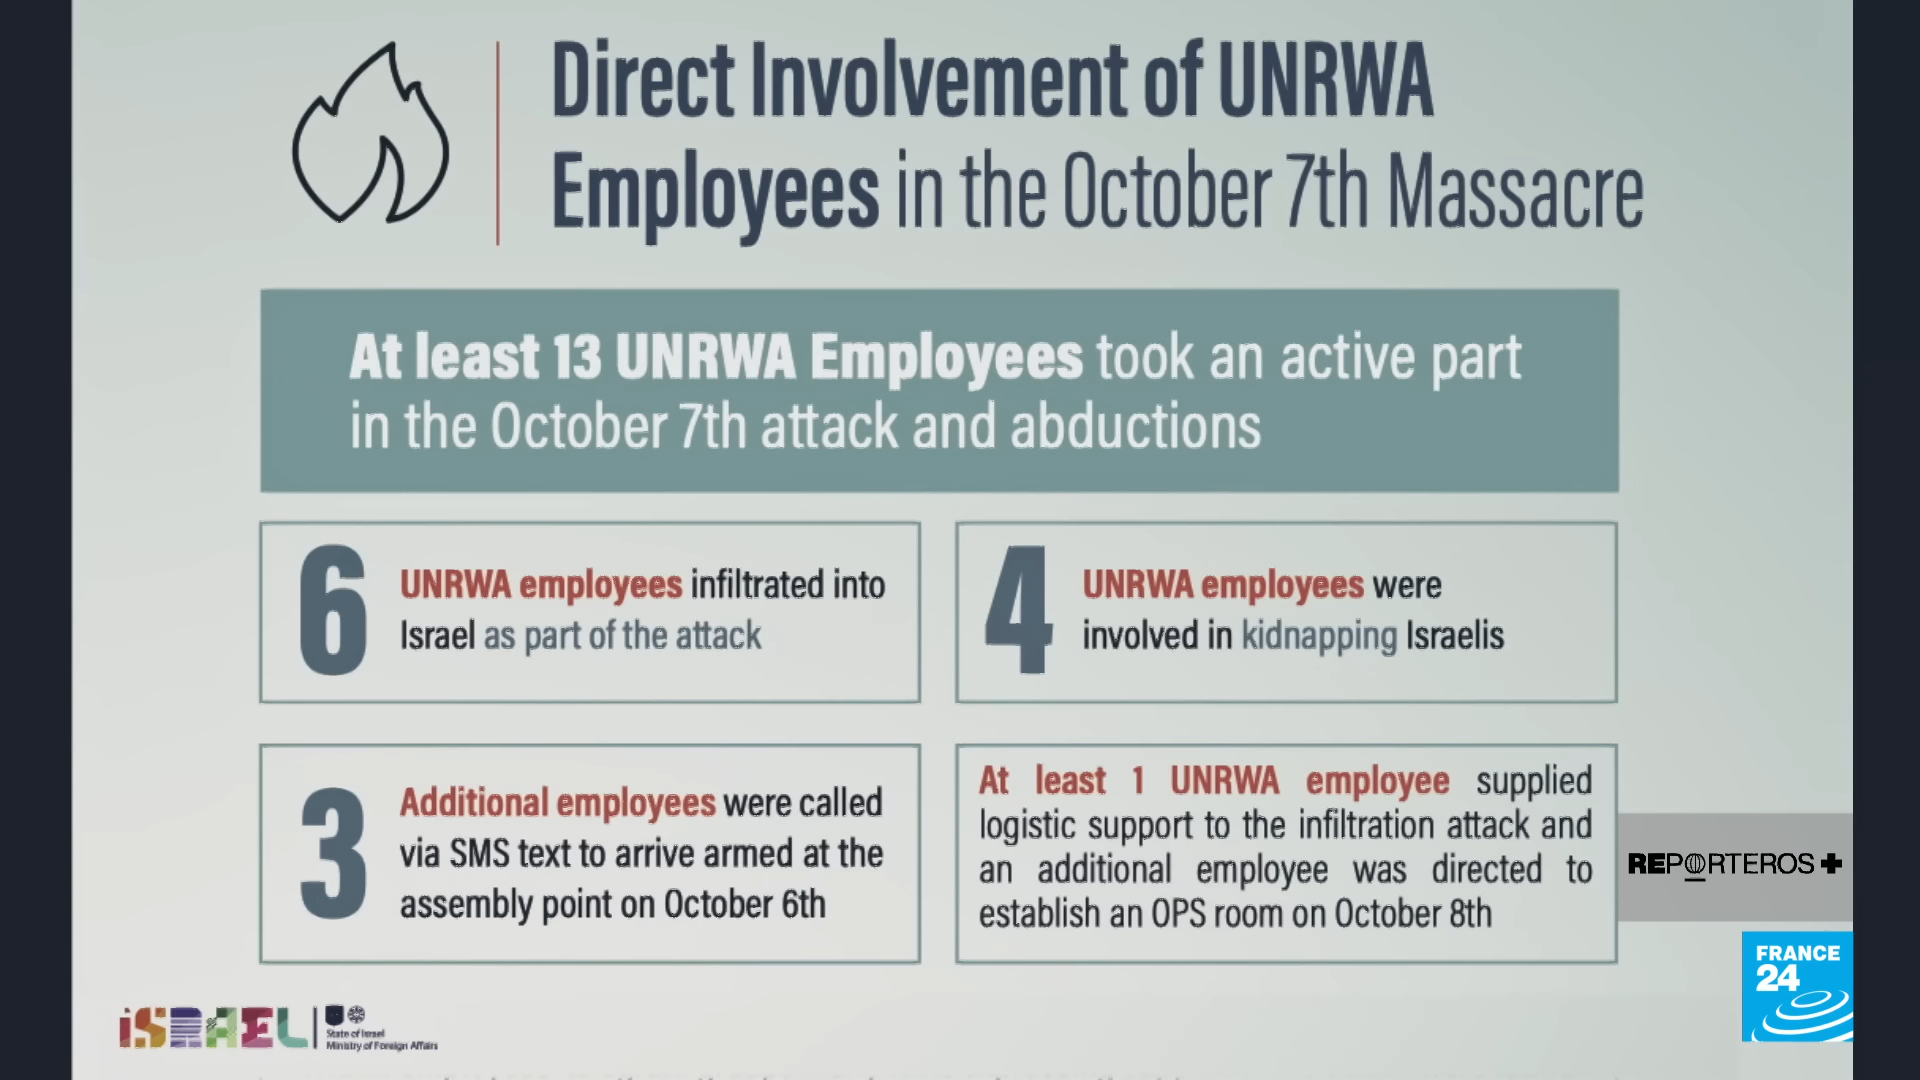 Direct Involvement of UNRWA
Employees in the October 7th Massacre
At least 13 UNRWA Employees took an active part
in the October 7th attack and abductions
6
UNRWA employees infiltrated into
Israel as part of the attack
4
UNRWA employees were
involved in kidnapping Israelis
3
Additional employees were called
via SMS text to arrive armed at the
assembly point on October 6th
At least 1 UNRWA employee supplied
logistic support to the infiltration attack and
an additional employee was directed to
establish an OPS room on October 8th
REPORTEROS +
FRANCE
24
iSRAEL
State of Israel
Ministry of Foreign Affairs